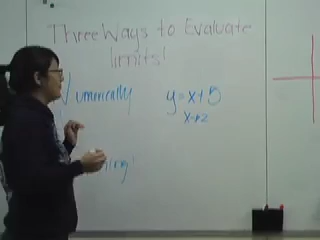 Three Ways to Evaluate
limits!
Numerically
y = x + 5
x→2